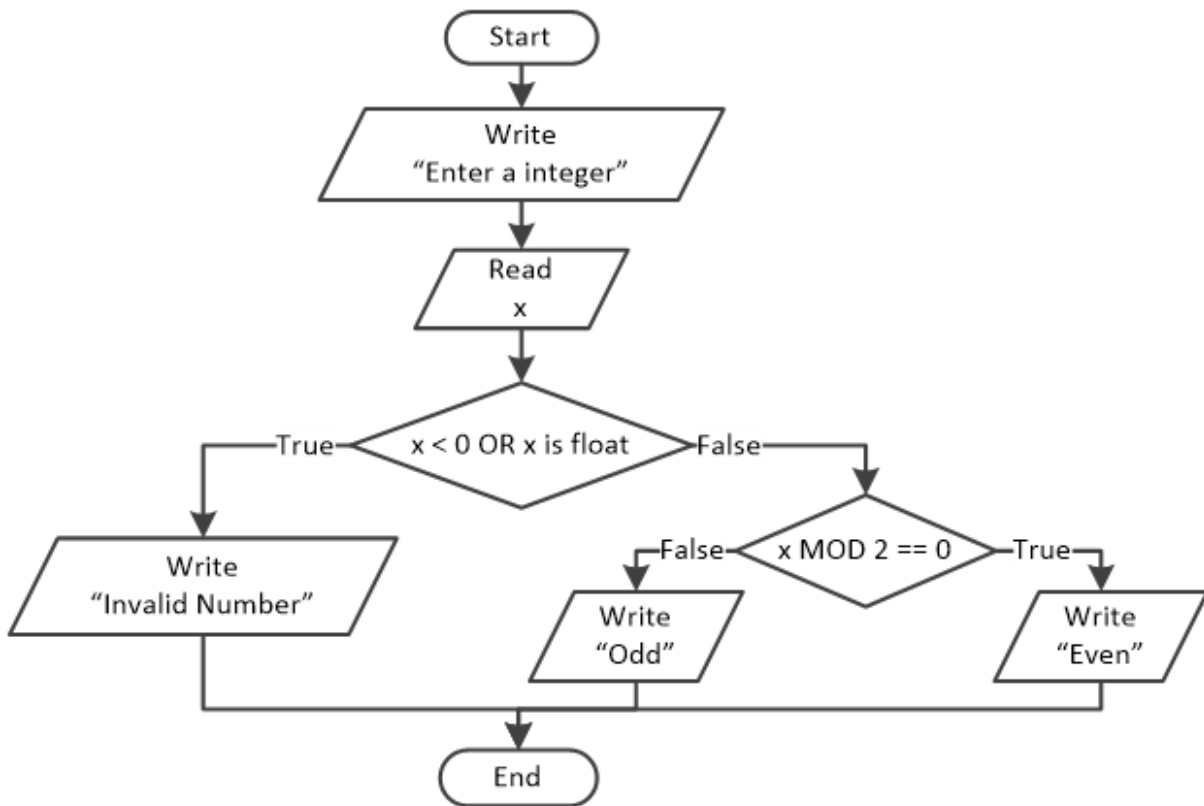 Start
Write
“Enter a integer”
Read
x
x < 0 OR x is float
True
False
Write
“Invalid Number”
x MOD 2 == 0
False
True
Write
“Odd”
Write
“Even”
End